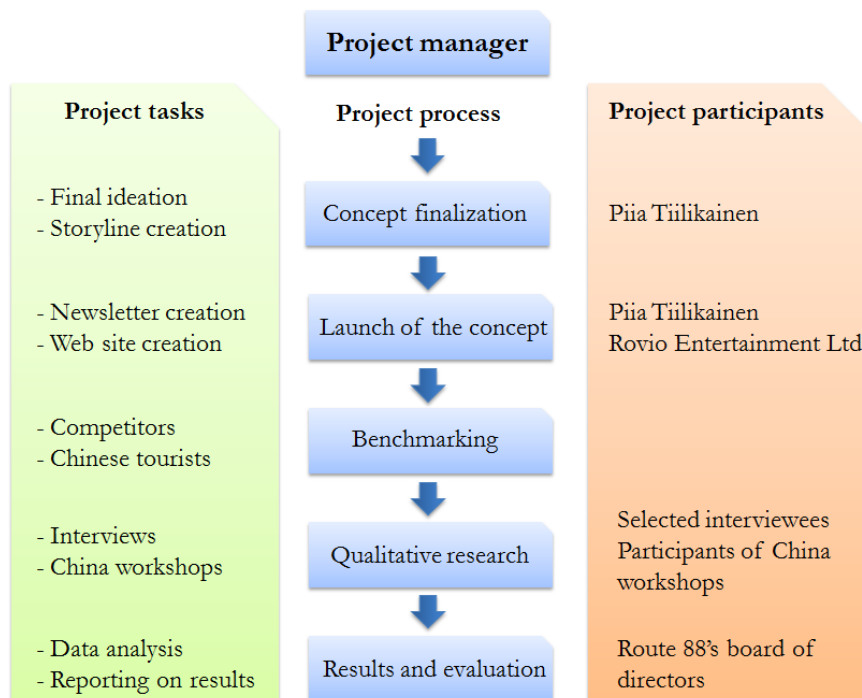 Project manager
Project tasks
Project process
Project participants
- Final ideation
- Storyline creation
Concept finalization
Piia Tiilikainen
- Newsletter creation
- Web site creation
Launch of the concept
Piia Tiilikainen
Rovio Entertainment Ltd
- Competitors
- Chinese tourists
Benchmarking
- Interviews
- China workshops
Qualitative research
Selected interviewees
Participants of China
workshops
- Data analysis
- Reporting on results
Results and evaluation
Route 88’s board of
directors